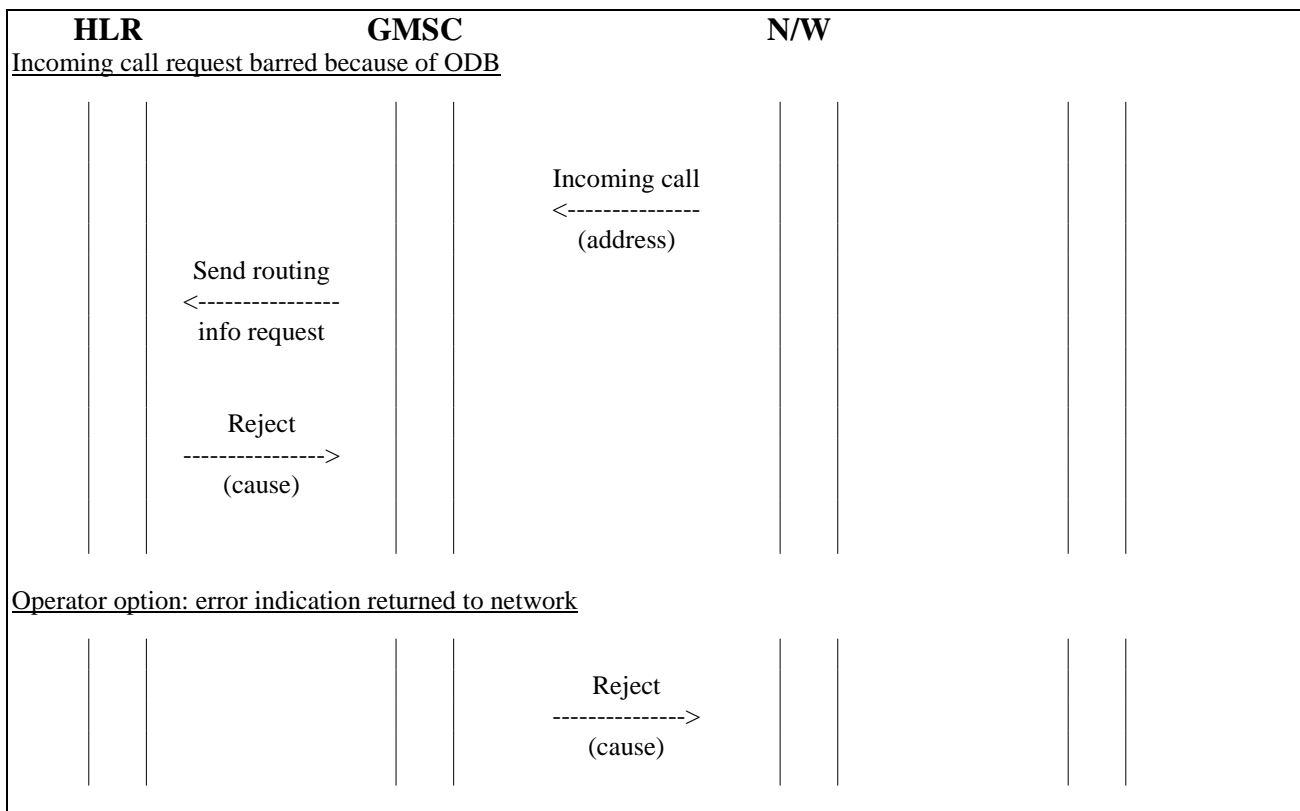 HLR GMSC N/W
Incoming call request barred because of ODB
Incoming call
<---------------
(address)
Send routing
<----------------
info request
Reject
---------------->
(cause)
Operator option: error indication returned to network
Reject
--------------->
(cause)